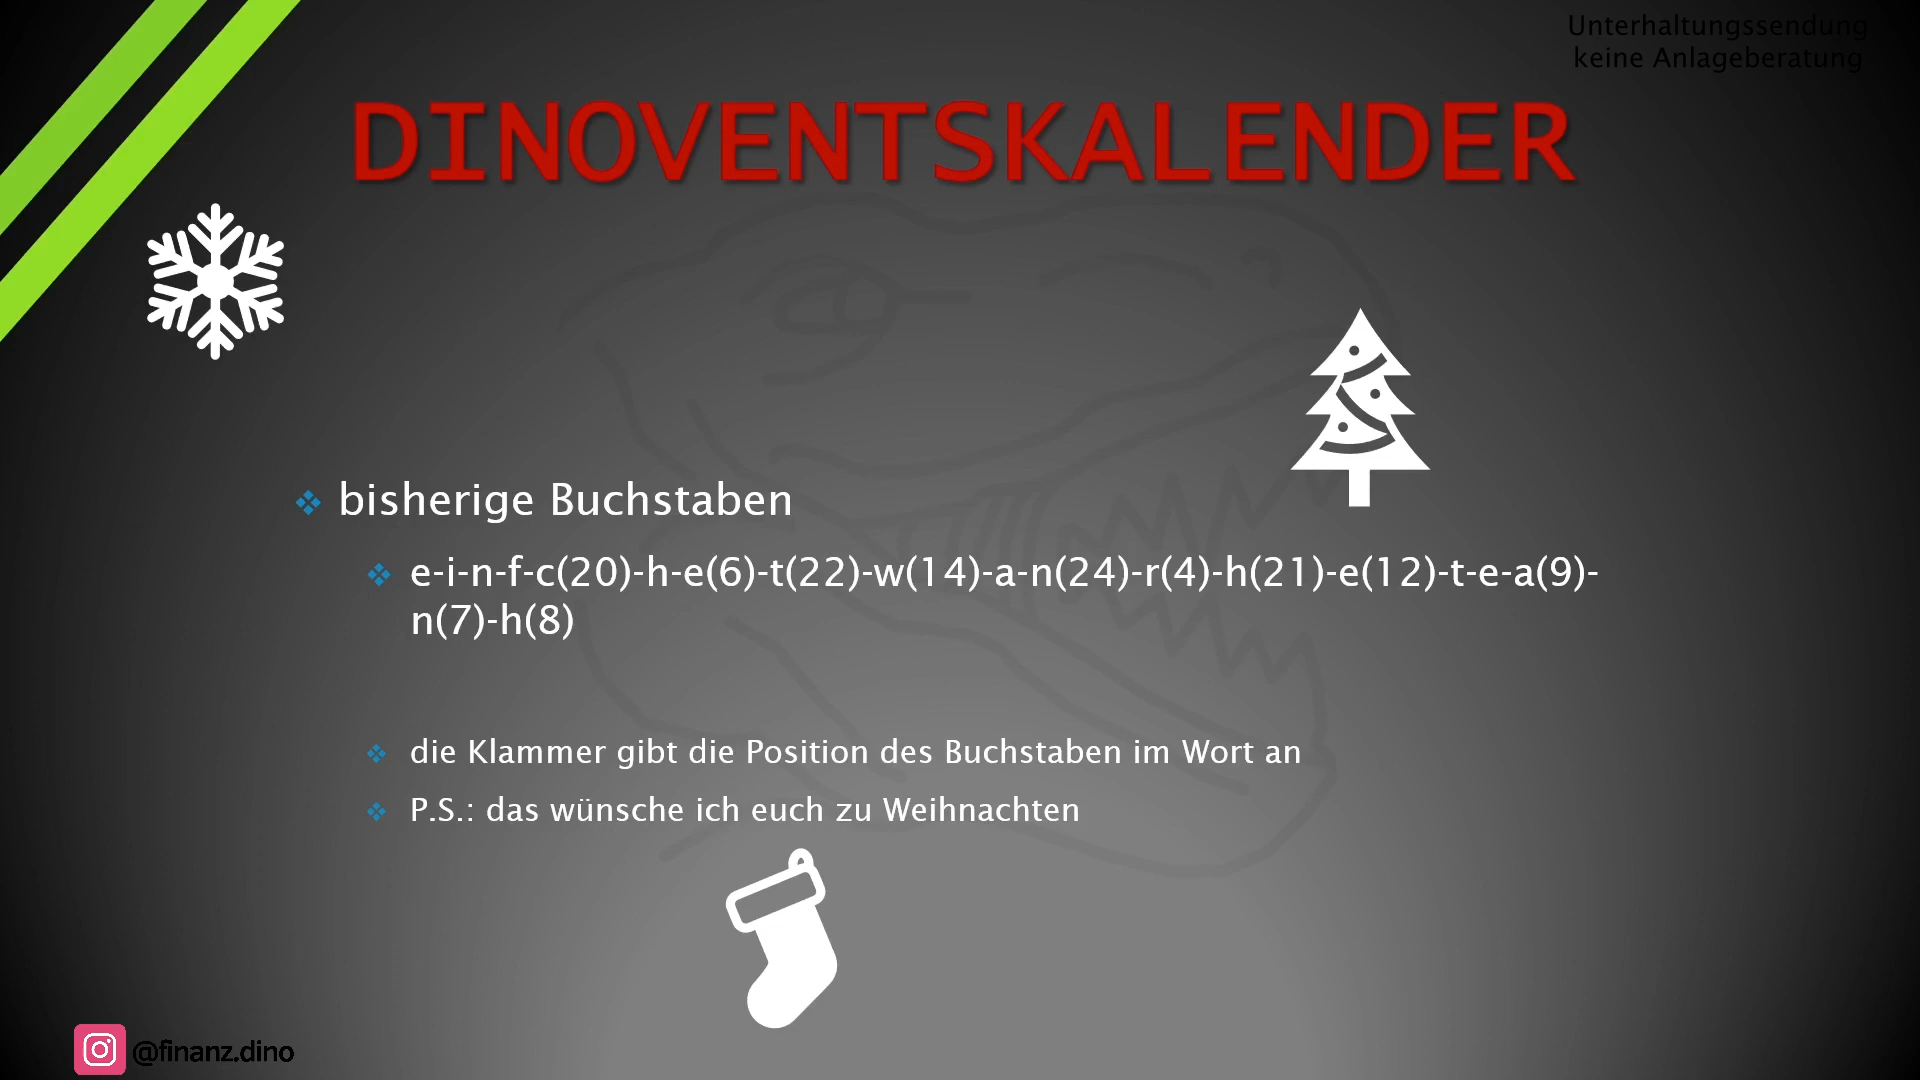 Unterhaltungssendung
keine Anlageberatung
DINOVENTSKALENDER
bisherige Buchstaben
e-i-n-f-c(20)-h-e(6)-t(22)-w(14)-a-n(24)-r(4)-h(21)-e(12)-t-e-a(9)-
n(7)-h(8)
die Klammer gibt die Position des Buchstaben im Wort an
P.S.: das wünsche ich euch zu Weihnachten
@finanz.dino